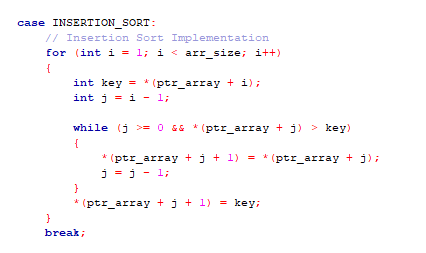 case INSERTION_SORT:
// Insertion Sort Implementation
for (int i = 1; i < arr_size; i++)
{
int key = *(ptr_array + i);
int j = i - 1;
while (j >= 0 && *(ptr_array + j) > key)
{
*(ptr_array + j + 1) = *(ptr_array + j);
j = j - 1;
}
*(ptr_array + j + 1) = key;
}
break;